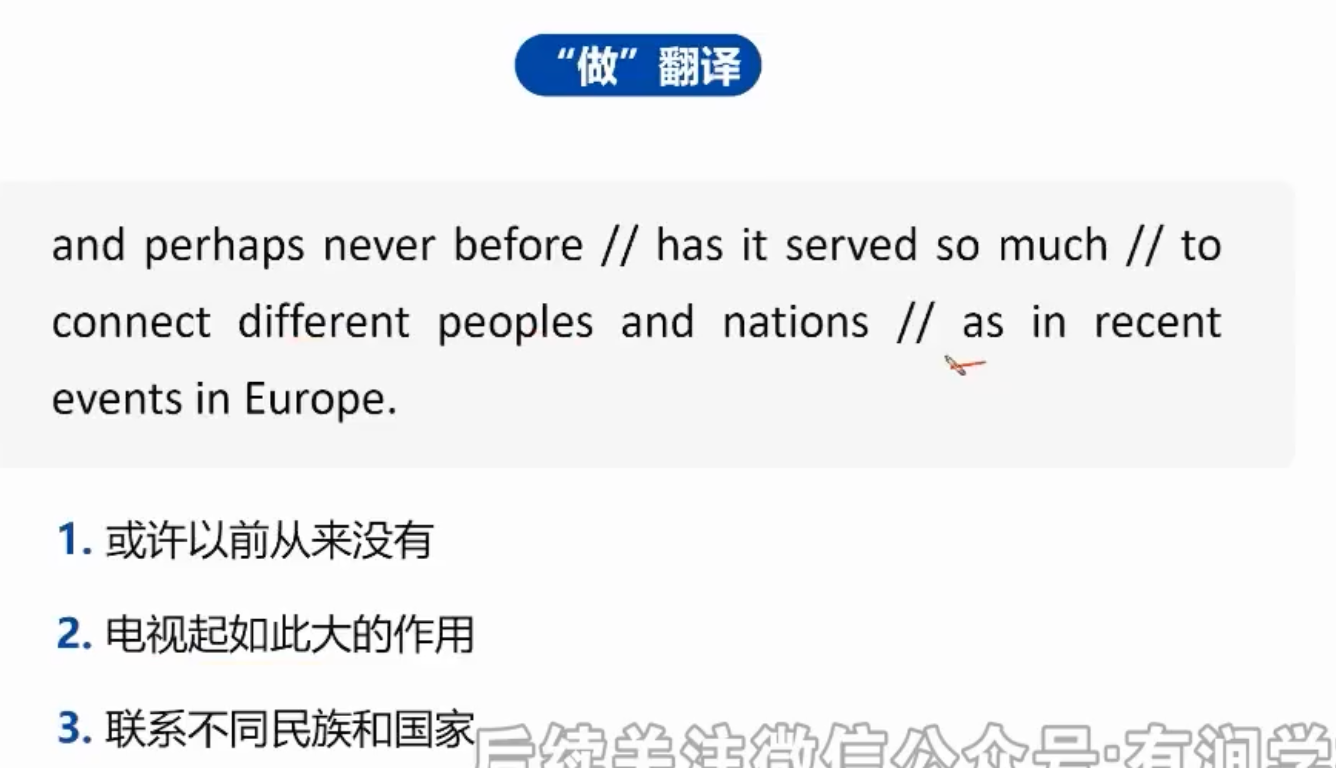 “做”翻译
and perhaps never before // has it served so much // to
connect different peoples and nations // as in recent
events in Europe.
1. 或许以前从来没有
2. 电视起如此大的作用
3. 联系不同民族和国家
后续关注微信公众号·有润学